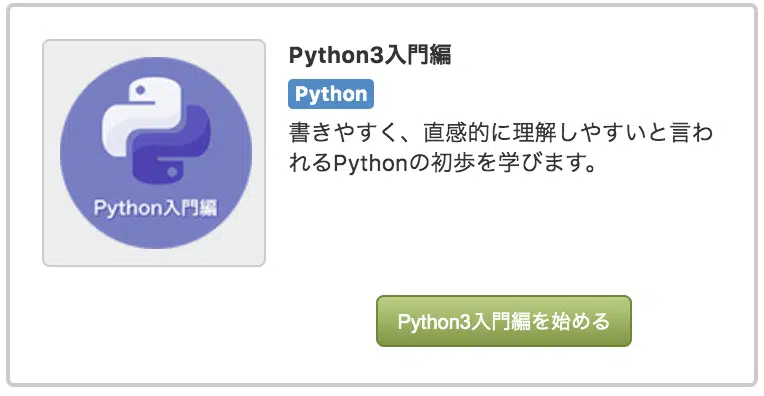 Python3入門編
Python
書きやすく、直感的に理解しやすいと言わ
れるPythonの初歩を学びます。
Python入門編
Python3入門編を始める